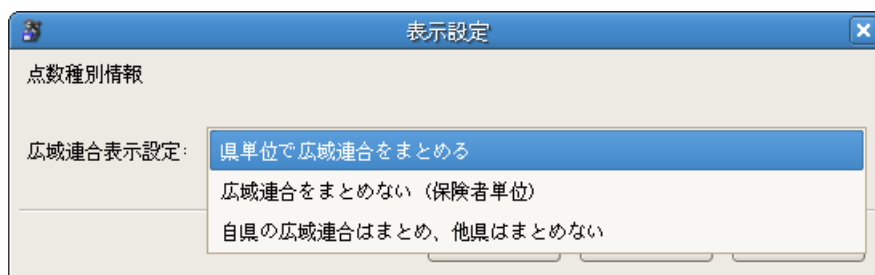 表示設定
点数種別情報
広域連合表示設定:
県単位で広域連合をまとめる
広域連合をまとめない（保険者単位）
自県の広域連合はまとめ、他県はまとめない